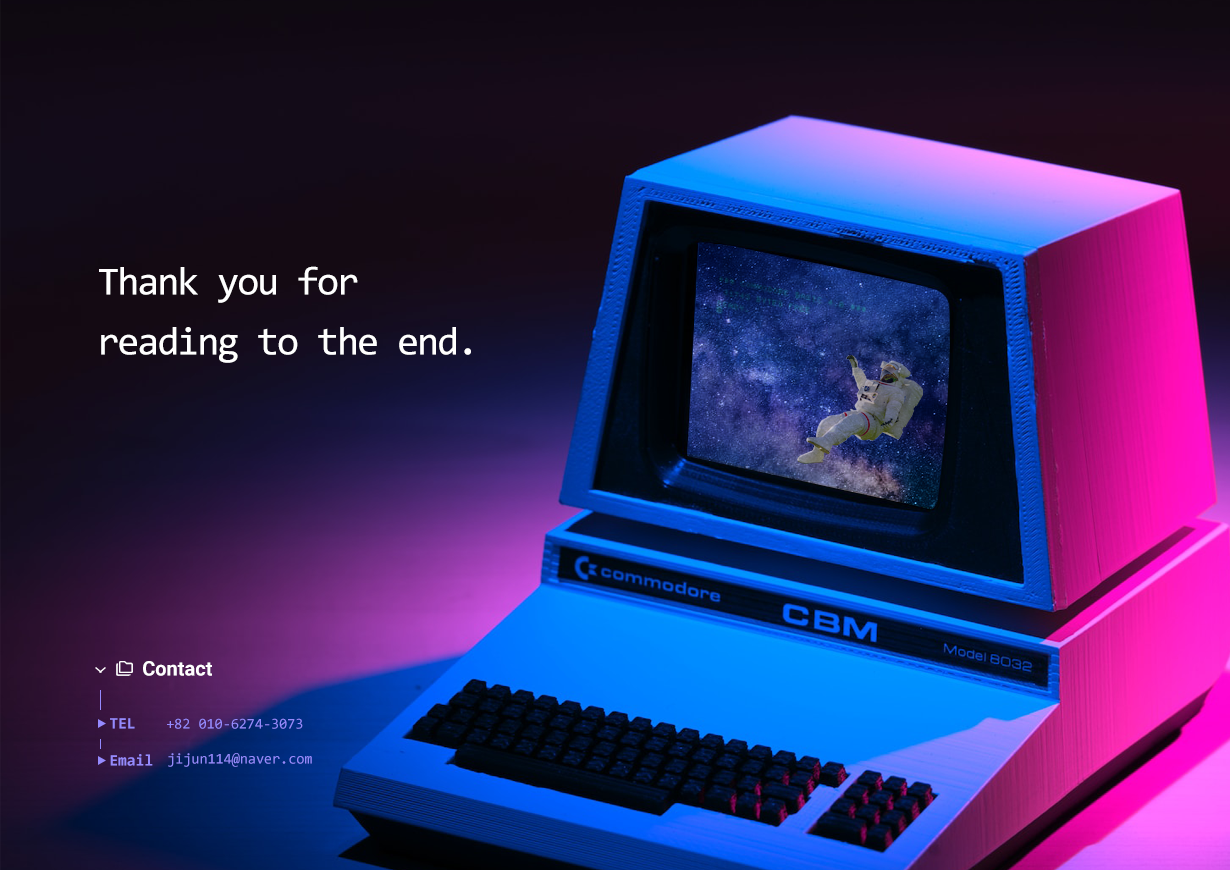 Thank you for
reading to the end.
commodore
CBM
Model 8032
Contact
TEL +82 010-6274-3073
Email jijun114@naver.com